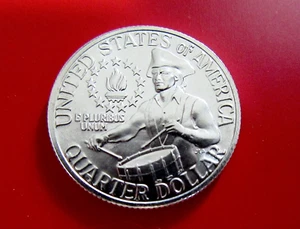 UNITED STATES OF AMERICA
E PLURIBUS
UNUM
QUARTER DOLLAR